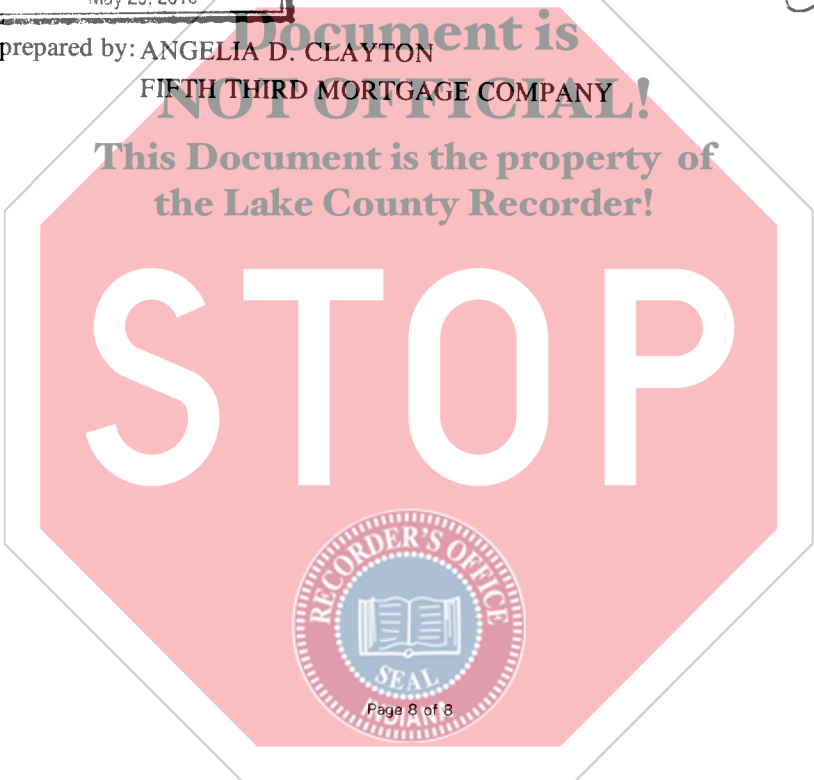 prepared by: ANGELIA D. CLAYTON
Document is
FIFTH THIRD MORTGAGE COMPANY
NOT OFFICIAL!
This Document is the property of
the Lake County Recorder!
STOP
RECORDER'S OFFICE
SEAL
INDIANA
Page 8 of 8